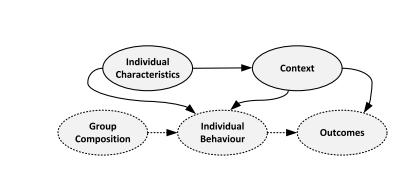 Individual
Characteristics
Context
Group
Composition
Individual
Behaviour
Outcomes